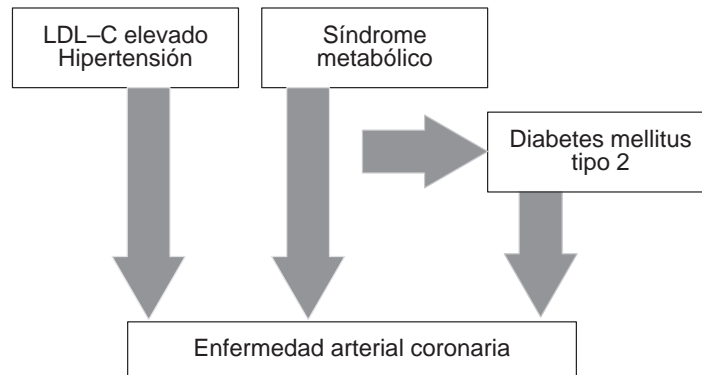 LDL–C elevado
Hipertensión
Síndrome
metabólico
Diabetes mellitus
tipo 2
Enfermedad arterial coronaria